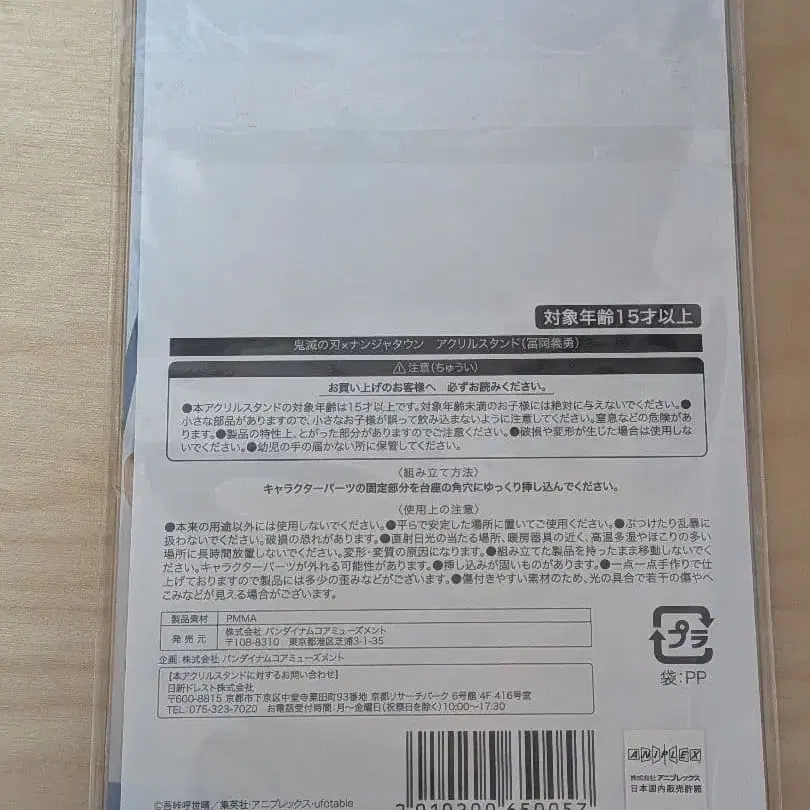 対象年齢15才以上
鬼滅の刃×ナンジャタウン　アクリルスタンド(冨岡義勇)
⚠注意(ちゅうい)
お買い上げのお客様へ　必ずお読みください。
●本アクリルスタンドの対象年齢は15才以上です。対象年齢未満のお子様には絶対に与えないでください。●
小さな部品がありますので、小さなお子様が誤って飲み込まないように注意してください。窒息などの危険があ
ります。●製品の特性上、とがった部分がありますのでご注意ください。●破損や変形が生じた場合は使用しな
いでください。●幼児の手の届かない所に保管してください。
〈組み立て方法〉
キャラクターパーツの固定部分を台座の角穴にゆっくり挿し込んでください。
〈使用上の注意〉
●本来の用途以外には使用しないでください。●平らで安定した場所に置いてご使用ください。●ぶつけたり乱暴に
扱わないでください。破損の恐れがあります。●直射日光の当たる場所、暖房器具の近く、高温多湿やほこりの多い
場所に長時間放置しないでください。変形・変質の原因になります。●組み立てた製品を持ったまま移動しないでく
ださい。キャラクターパーツが外れる可能性があります。●挿し込みが固いものがあります。●一点一点手作りで仕
上げておりますので製品には多少の歪みなどがございます。●傷付きやすい素材のため、光の具合で若干の傷やへ
こみなどが見える場合がございます。
製品素材　PMMA
発売元　株式会社 バンダイナムコアミューズメント
〒108-8310　東京都港区芝浦3-1-35
企画：株式会社 バンダイナムコアミューズメント
【本アクリルスタンドに対するお問い合わせ】
日新ドレスト株式会社
〒600-8815 京都市下京区中堂寺粟田町93番地 京都リサーチパーク 6号館 4F 416号室
TEL：075-323-7020　お電話受付時間：月〜金曜日(祝祭日を除く)10:00〜17:30
プラ
袋：PP
ANIPLEX
株式会社 アニプレックス
日本国内販売許諾
©吾峠呼世晴／集英社・アニプレックス・ufotable